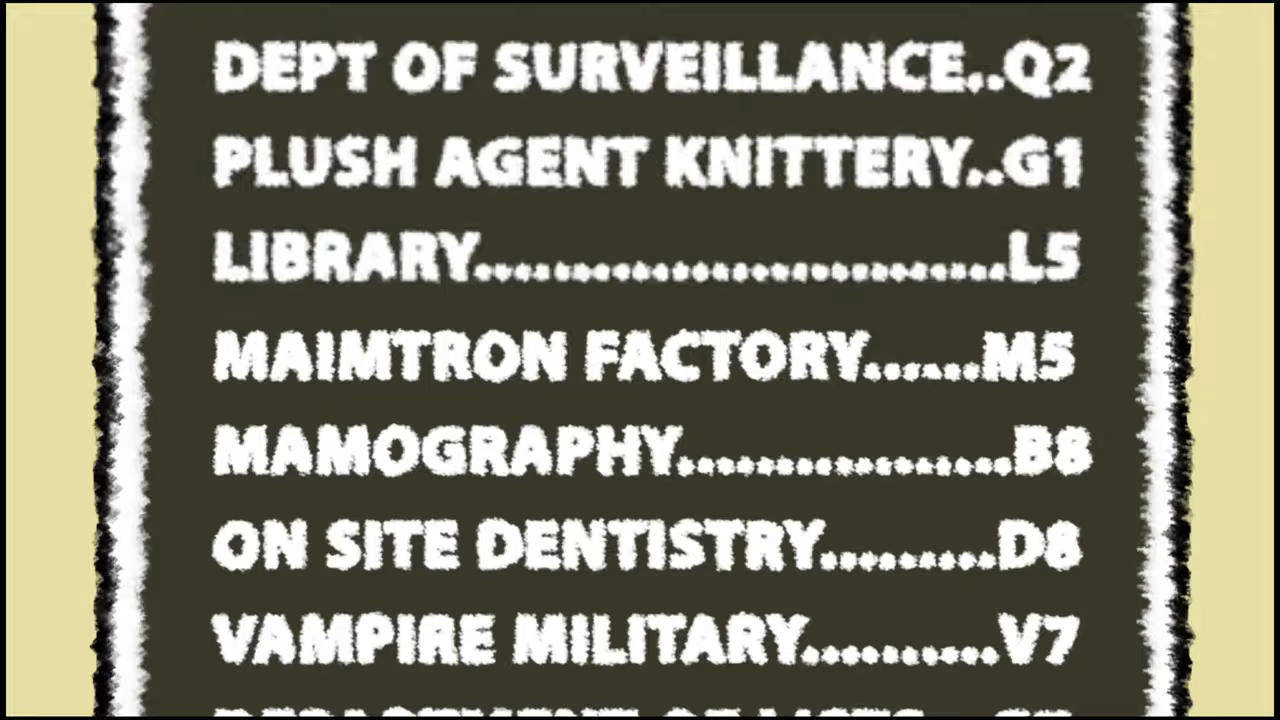 DEPT OF SURVEILLANCE..Q2
PLUSH AGENT KNITTERY..G1
LIBRARY...........................L5
MAIMTRON FACTORY......M5
MAMOGRAPHY.................B8
ON SITE DENTISTRY.........D8
VAMPIRE MILITARY..........V7